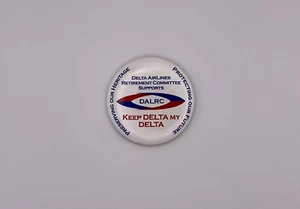 Preserving our Heritage
Protecting our Future
Delta AirLines
Retirement Committee
Supports
DALRC
Keep DELTA my
DELTA